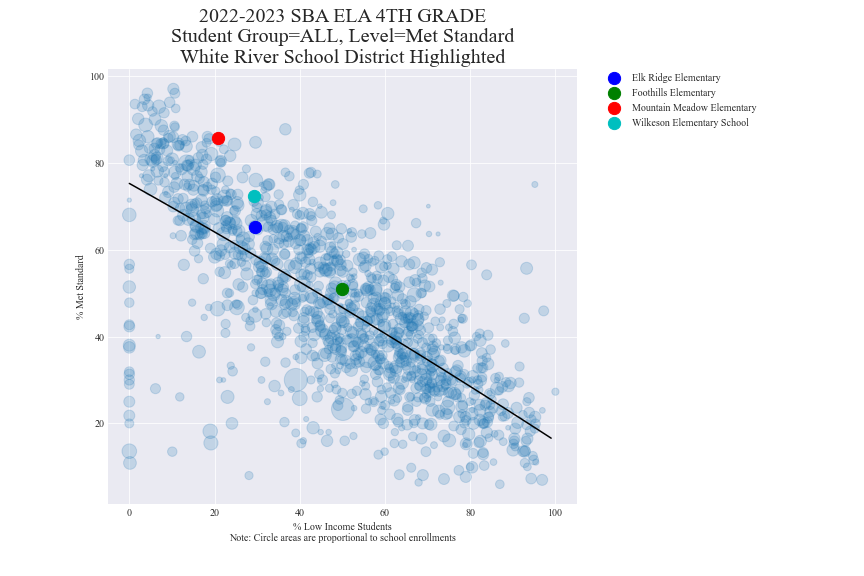 2022-2023 SBA ELA 4TH GRADE
Student Group=ALL, Level=Met Standard
White River School District Highlighted
Elk Ridge Elementary
Foothills Elementary
Mountain Meadow Elementary
Wilkeson Elementary School
% Met Standard
100
80
60
40
20
0 20 40 60 80 100
% Low Income Students
Note: Circle areas are proportional to school enrollments